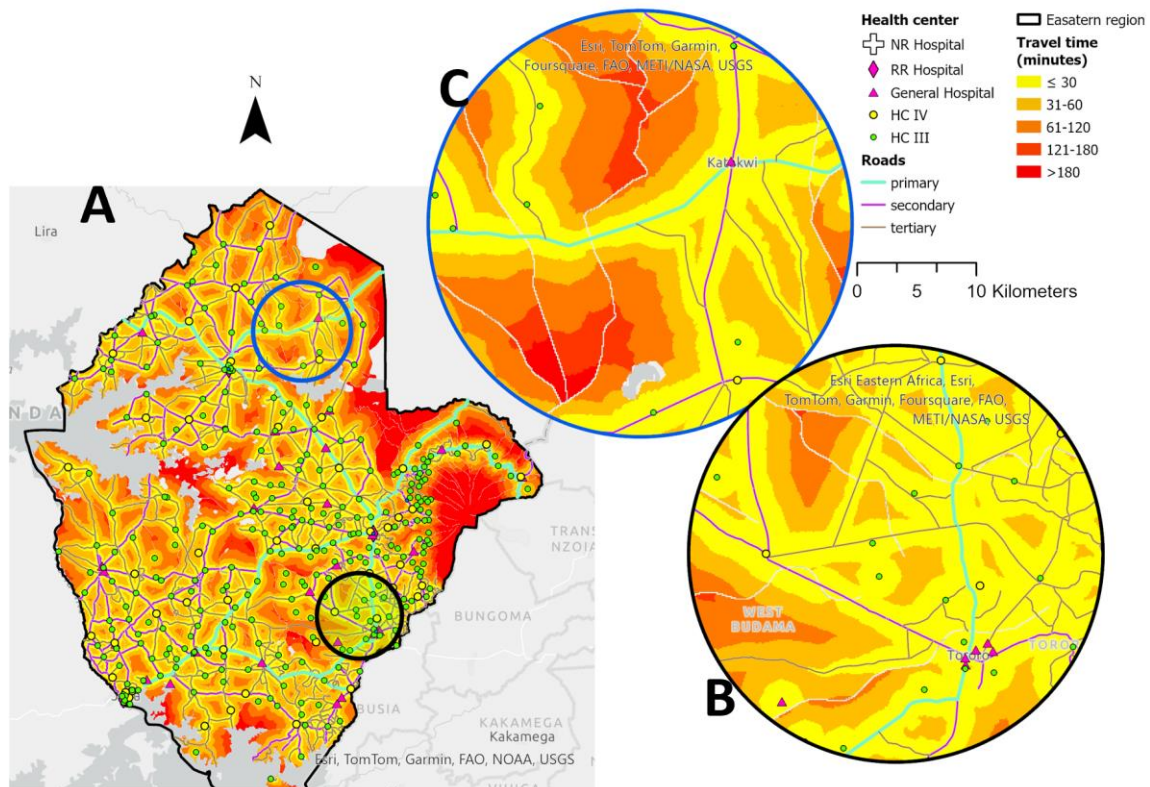 A
N
Lira
NDA
TRANS
NZOIA
BUNGOMA
BUSIA
KAKAMEGA
Kakamega
Esri, TomTom, Garmin, FAO, NOAA, USGS
C
Esri, TomTom, Garmin,
Foursquare, FAO, METI/NASA, USGS
Katakwi
B
Esri Eastern Africa, Esri,
TomTom, Garmin, Foursquare, FAO,
METI/NASA, USGS
WEST
BUDAMA
Tororo
TORO
Health center
NR Hospital
RR Hospital
General Hospital
HC IV
HC III
Roads
primary
secondary
tertiary
Easatern region
Travel time
(minutes)
≤ 30
31-60
61-120
121-180
>180
0 5 10 Kilometers